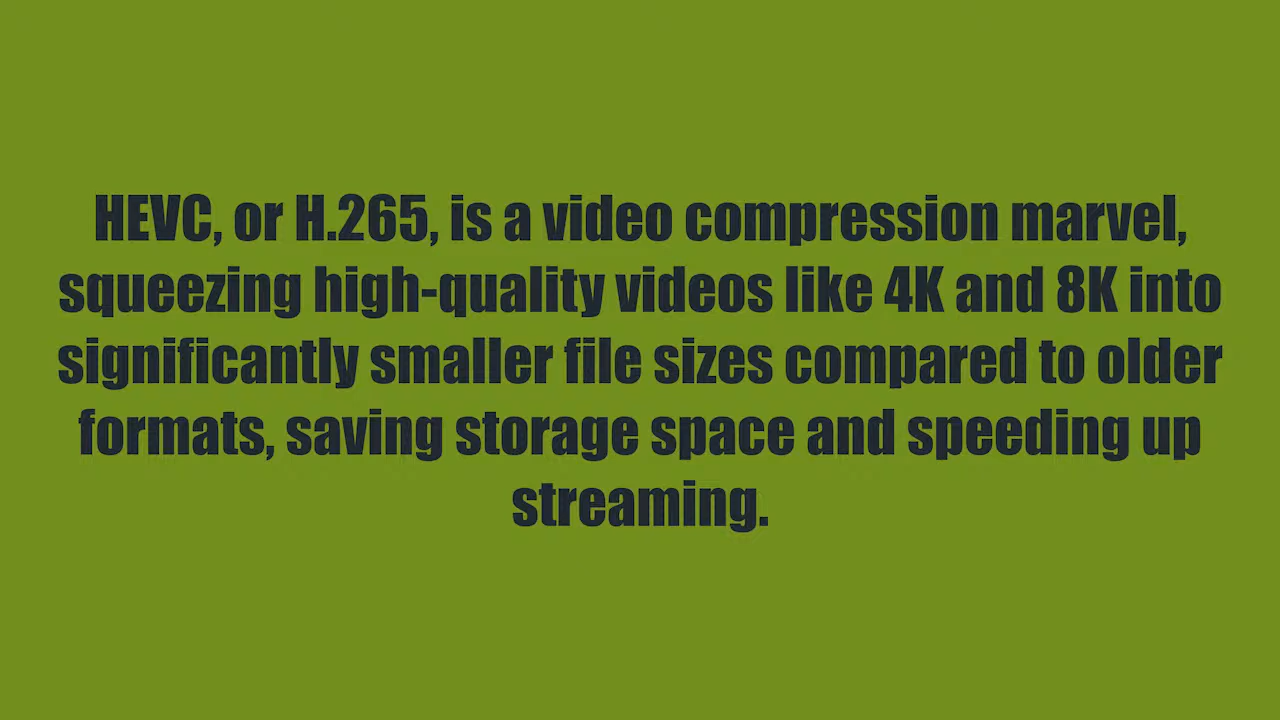 HEVC, or H.265, is a video compression marvel,
squeezing high-quality videos like 4K and 8K into
significantly smaller file sizes compared to older
formats, saving storage space and speeding up
streaming.